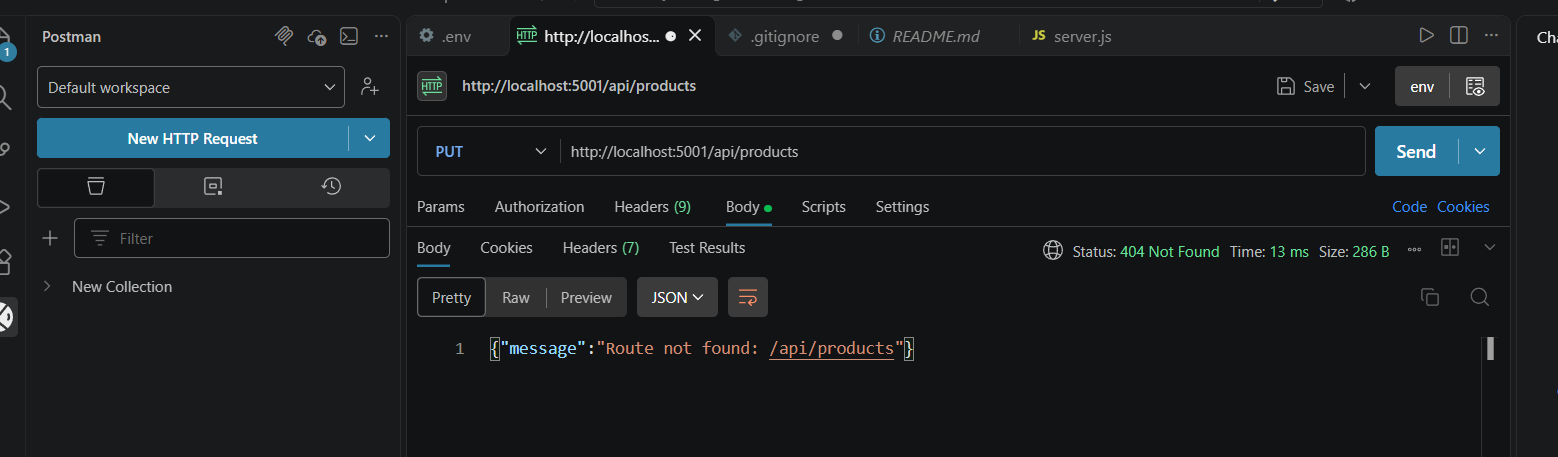 .env
HTTP http://localhos...
.gitignore
README.md
JS server.js
Postman
1
Default workspace
New HTTP Request
Filter
New Collection
HTTP http://localhost:5001/api/products
Save
env
PUT http://localhost:5001/api/products
Send
Params Authorization Headers (9) Body Scripts Settings
Code Cookies
Body Cookies Headers (7) Test Results
Status: 404 Not Found Time: 13 ms Size: 286 B
Pretty Raw Preview JSON
1 {"message":"Route not found: /api/products"}